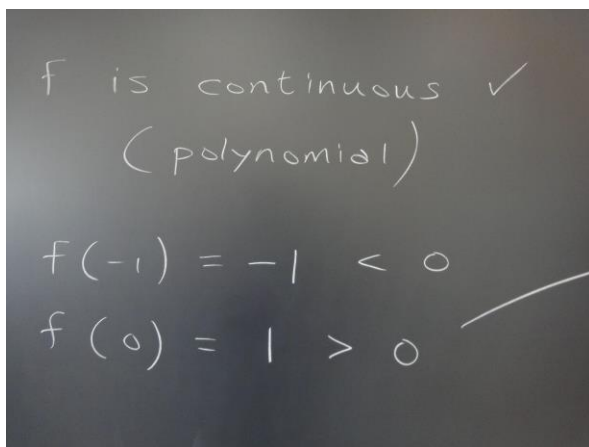 f is continuous ✓
(polynomial)
f(-1) = -1 < 0
f(0) = 1 > 0